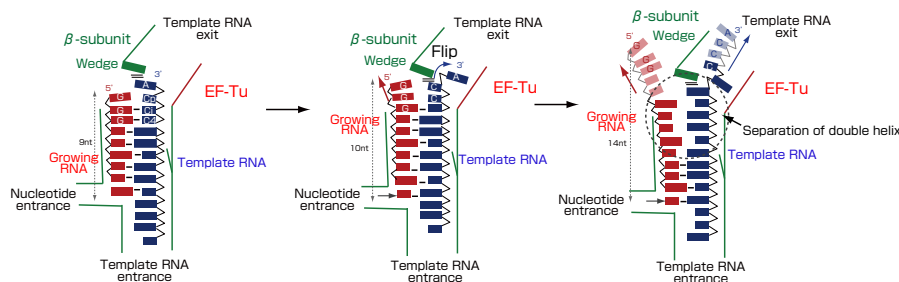 Template RNA
exit
β-subunit
Wedge
3'
A
5'
G
G
G
EF-Tu
9nt
Growing
RNA
Template RNA
Nucleotide
entrance
Template RNA
entrance
Template RNA
exit
β-subunit
Wedge
Flip
3'
A
5'
G
G
G
C
C
EF-Tu
Growing
RNA
10nt
Template RNA
Nucleotide
entrance
Template RNA
entrance
Template RNA
exit
β-subunit
Wedge
3'
A
C
C
5'
G
G
G
EF-Tu
Growing
RNA
14nt
Separation of double helix
Template RNA
Nucleotide
entrance
Template RNA
entrance